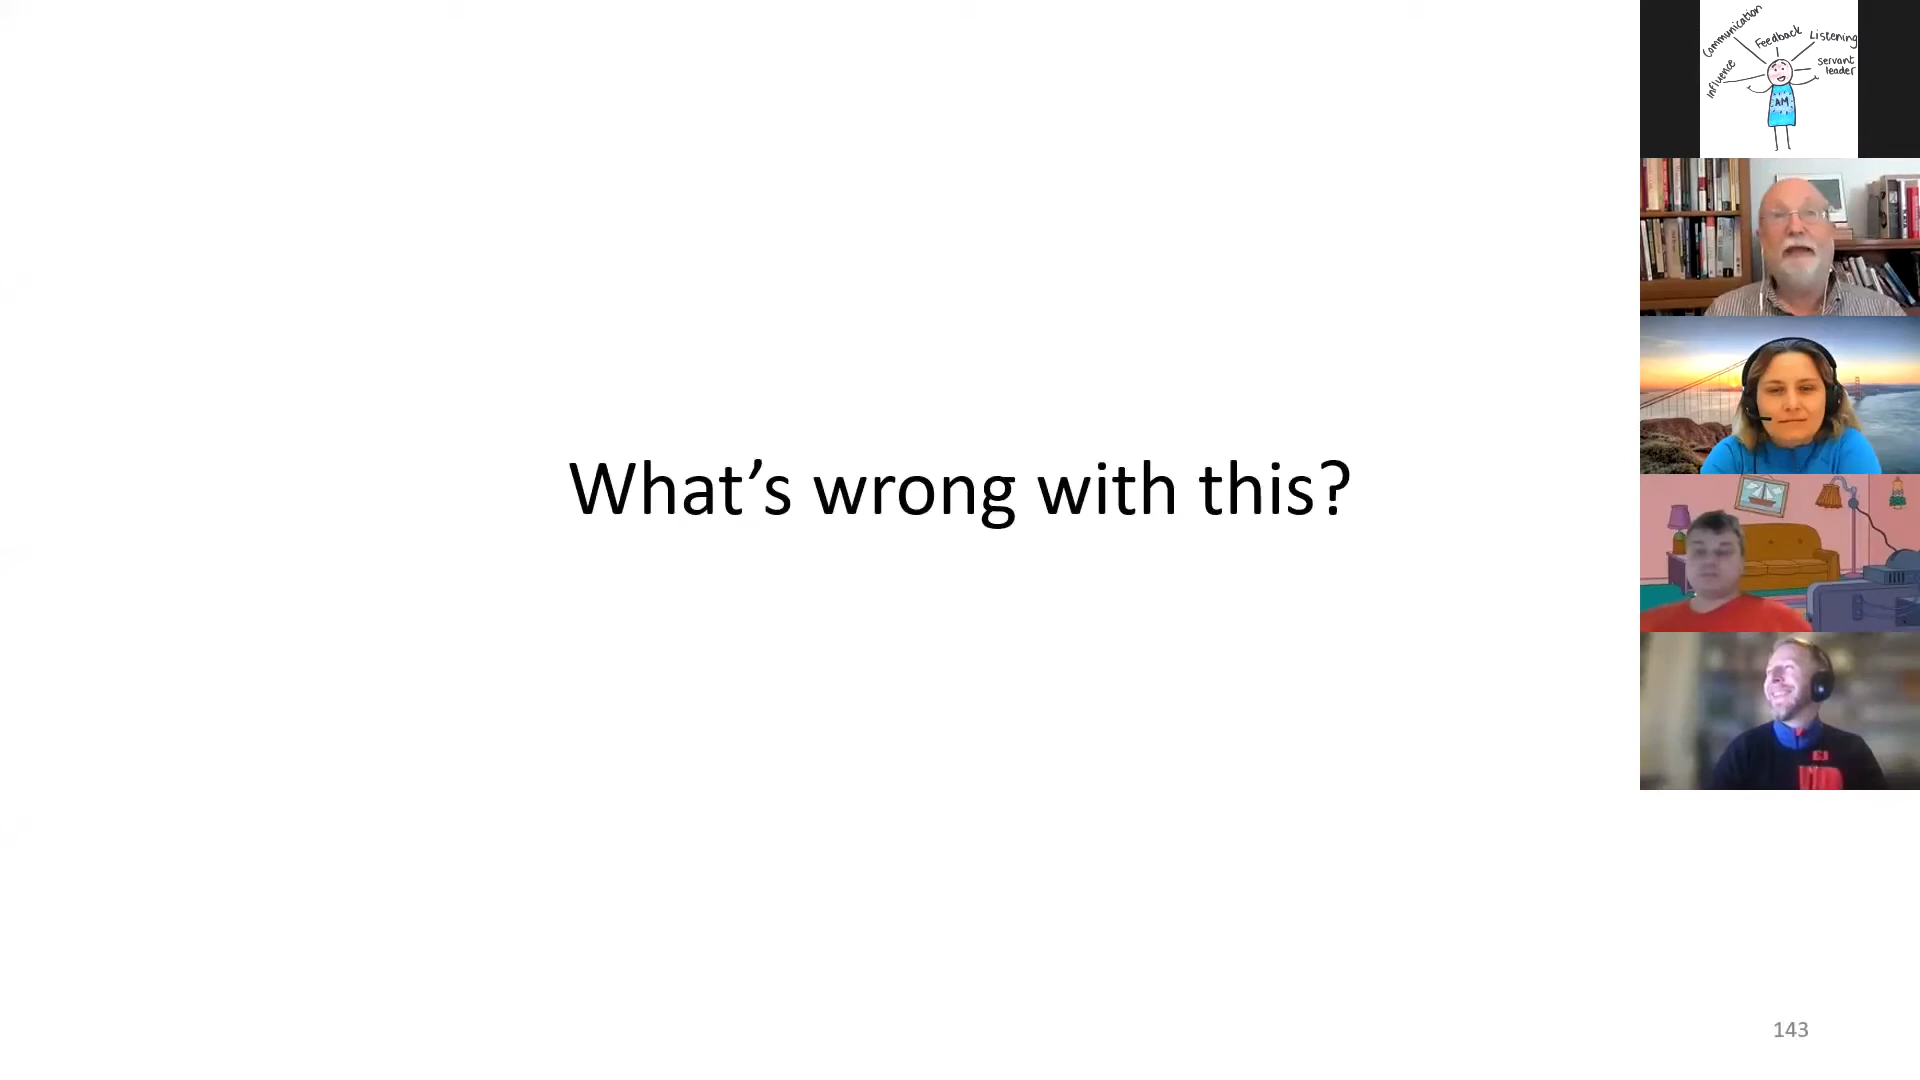 What’s wrong with this?
143
Communication
Feedback
Listening
Influence
servant
leader
AM